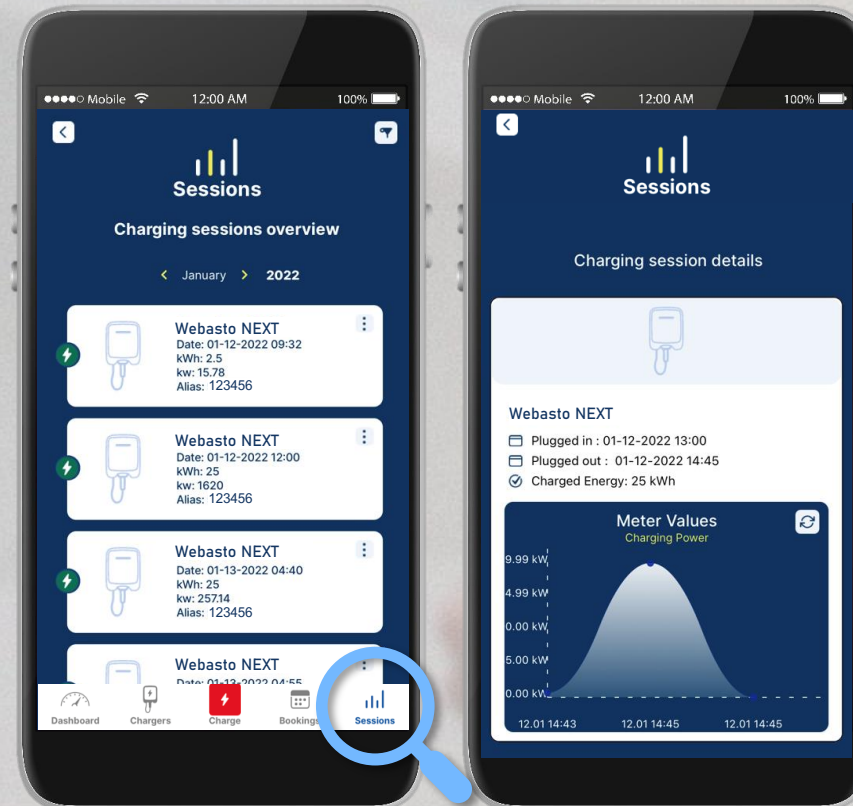 Mobile 12:00 AM 100%
Sessions
Charging sessions overview
January 2022
Webasto NEXT
Date: 01-12-2022 09:32
kWh: 2.5
kw: 15.78
Alias: 123456
Webasto NEXT
Date: 01-12-2022 12:00
kWh: 25
kw: 1620
Alias: 123456
Webasto NEXT
Date: 01-13-2022 04:40
kWh: 25
kw: 257.14
Alias: 123456
Webasto NEXT
Date: 01-13-2022 04:55
Dashboard Chargers Charge Bookings Sessions
Mobile 12:00 AM 100%
Sessions
Charging session details
Webasto NEXT
Plugged in : 01-12-2022 13:00
Plugged out : 01-12-2022 14:45
Charged Energy: 25 kWh
Meter Values
Charging Power
9.99 kW
4.99 kW
0.00 kW
5.00 kW
0.00 kW
12.01 14:43 12.01 14:45 12.01 14:45